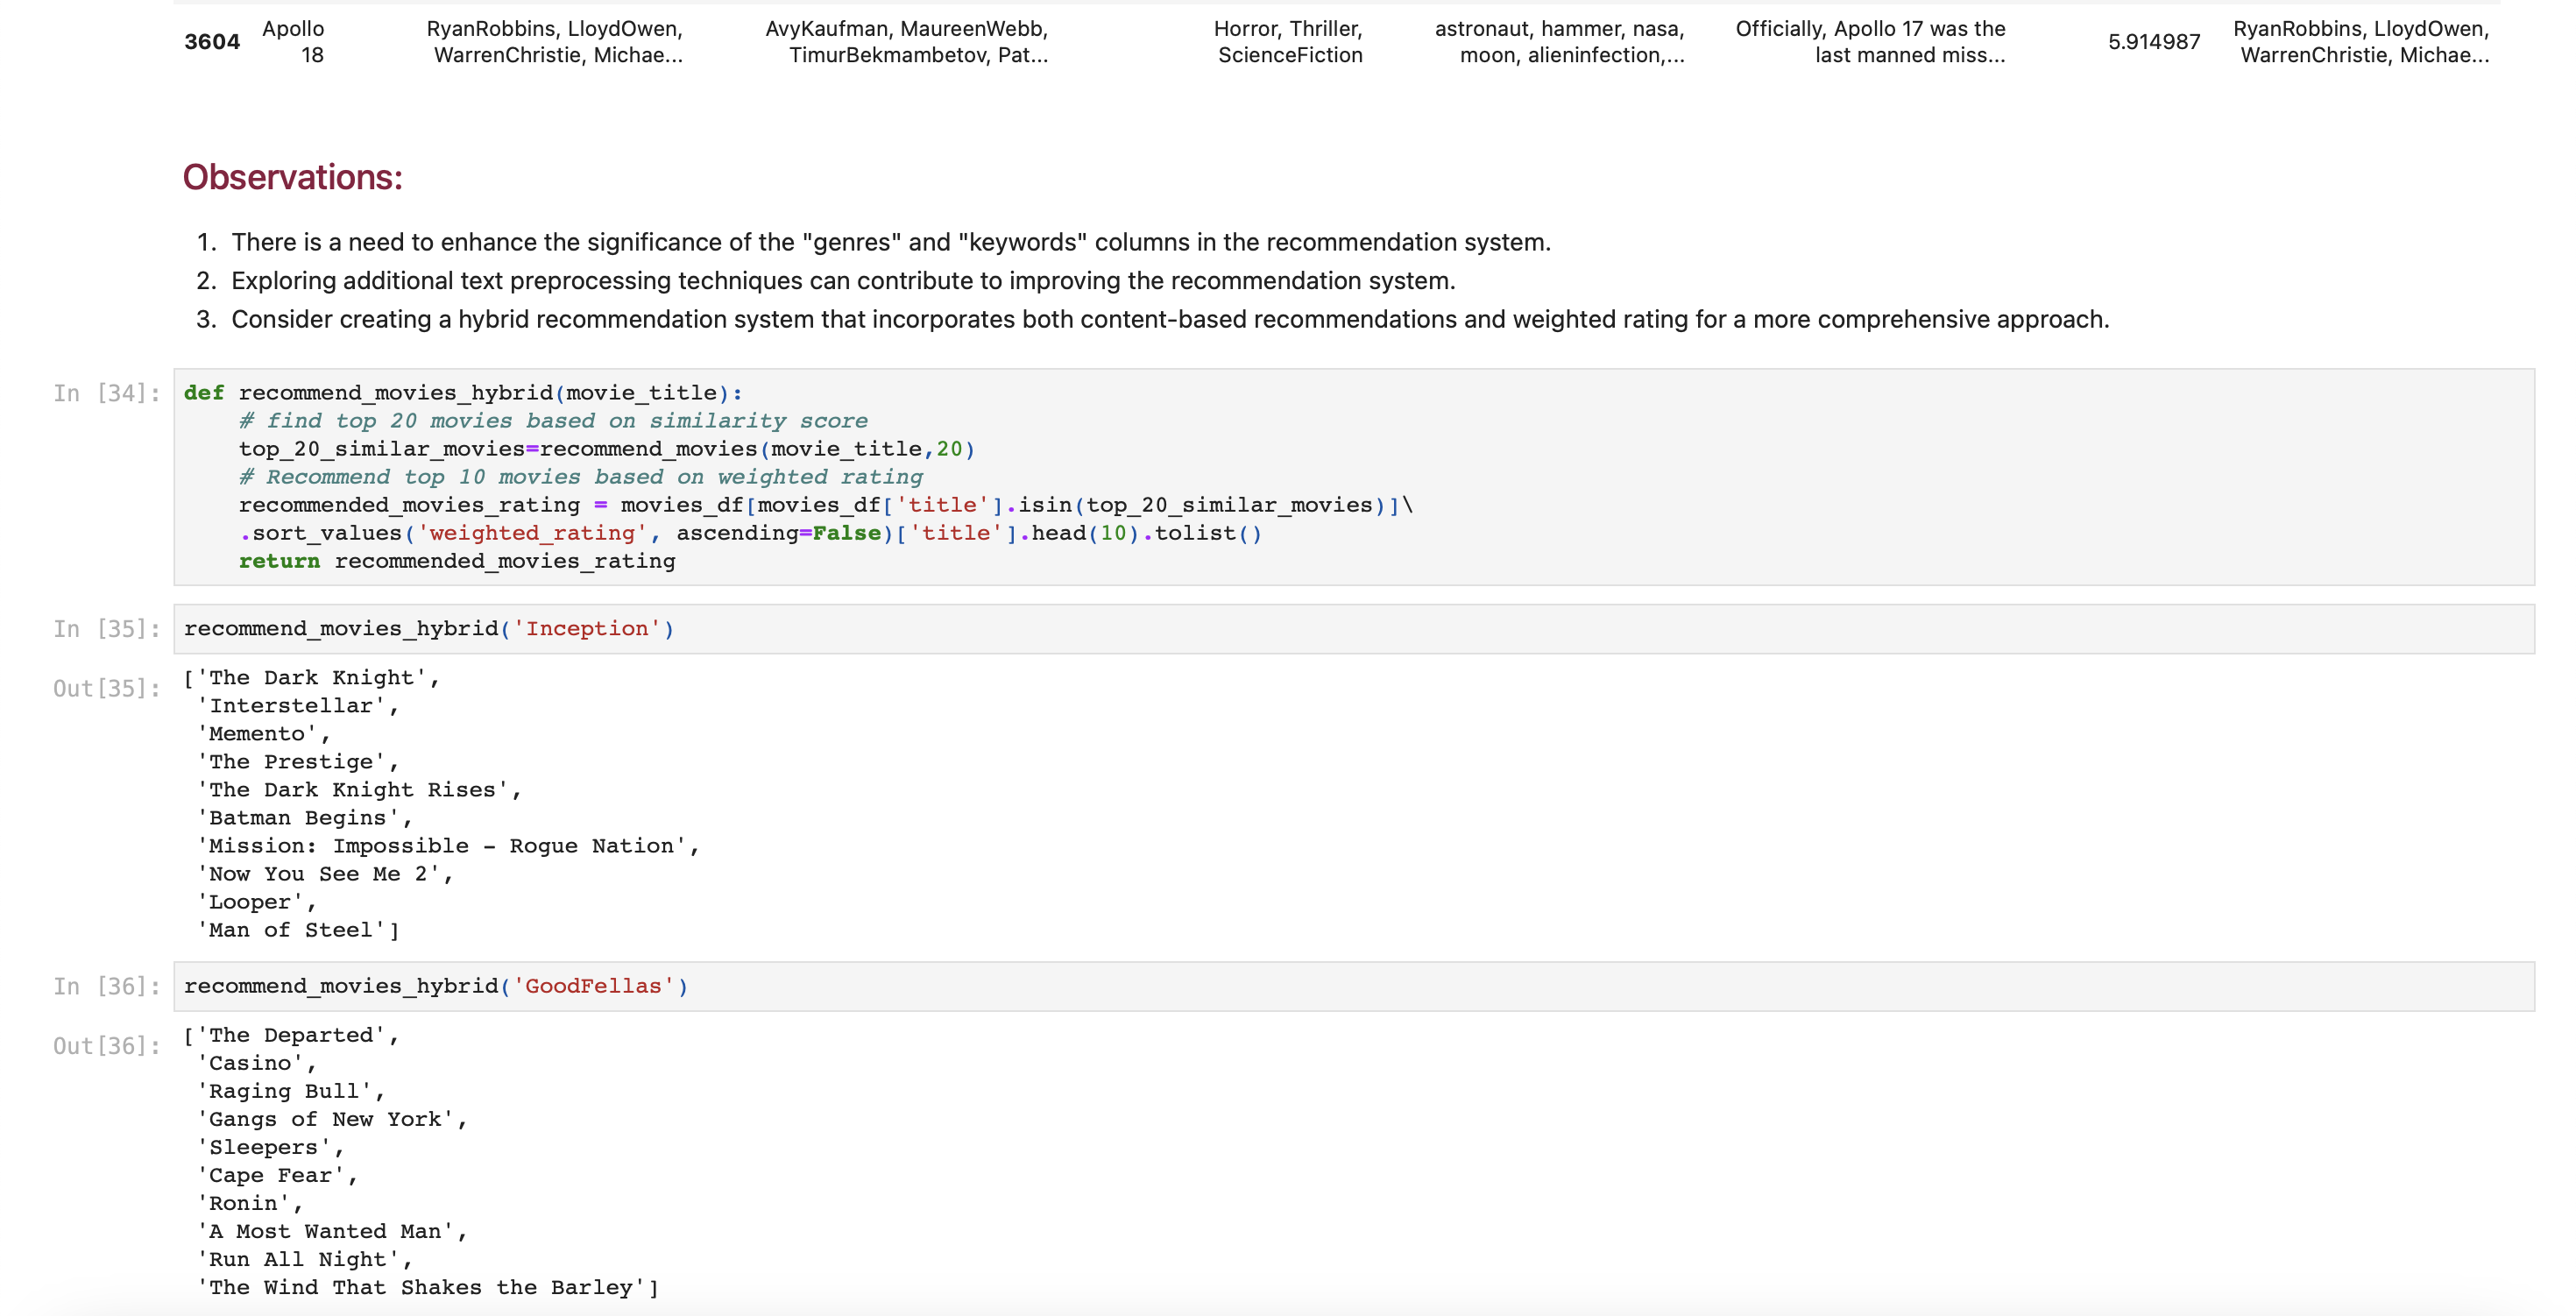 3604 Apollo 18 RyanRobbins, LloydOwen, WarrenChristie, Michae... AvyKaufman, MaureenWebb, TimurBekmambetov, Pat... Horror, Thriller, ScienceFiction astronaut, hammer, nasa, moon, alieninfection,... Officially, Apollo 17 was the last manned miss... 5.914987 RyanRobbins, LloydOwen, WarrenChristie, Michae...
Observations:
1. There is a need to enhance the significance of the "genres" and "keywords" columns in the recommendation system.
2. Exploring additional text preprocessing techniques can contribute to improving the recommendation system.
3. Consider creating a hybrid recommendation system that incorporates both content-based recommendations and weighted rating for a more comprehensive approach.
In [34]: def recommend_movies_hybrid(movie_title):
    # find top 20 movies based on similarity score
    top_20_similar_movies=recommend_movies(movie_title,20)
    # Recommend top 10 movies based on weighted rating
    recommended_movies_rating = movies_df[movies_df['title'].isin(top_20_similar_movies)]\
    .sort_values('weighted_rating', ascending=False)['title'].head(10).tolist()
    return recommended_movies_rating
In [35]: recommend_movies_hybrid('Inception')
Out[35]: ['The Dark Knight',
 'Interstellar',
 'Memento',
 'The Prestige',
 'The Dark Knight Rises',
 'Batman Begins',
 'Mission: Impossible - Rogue Nation',
 'Now You See Me 2',
 'Looper',
 'Man of Steel']
In [36]: recommend_movies_hybrid('GoodFellas')
Out[36]: ['The Departed',
 'Casino',
 'Raging Bull',
 'Gangs of New York',
 'Sleepers',
 'Cape Fear',
 'Ronin',
 'A Most Wanted Man',
 'Run All Night',
 'The Wind That Shakes the Barley']